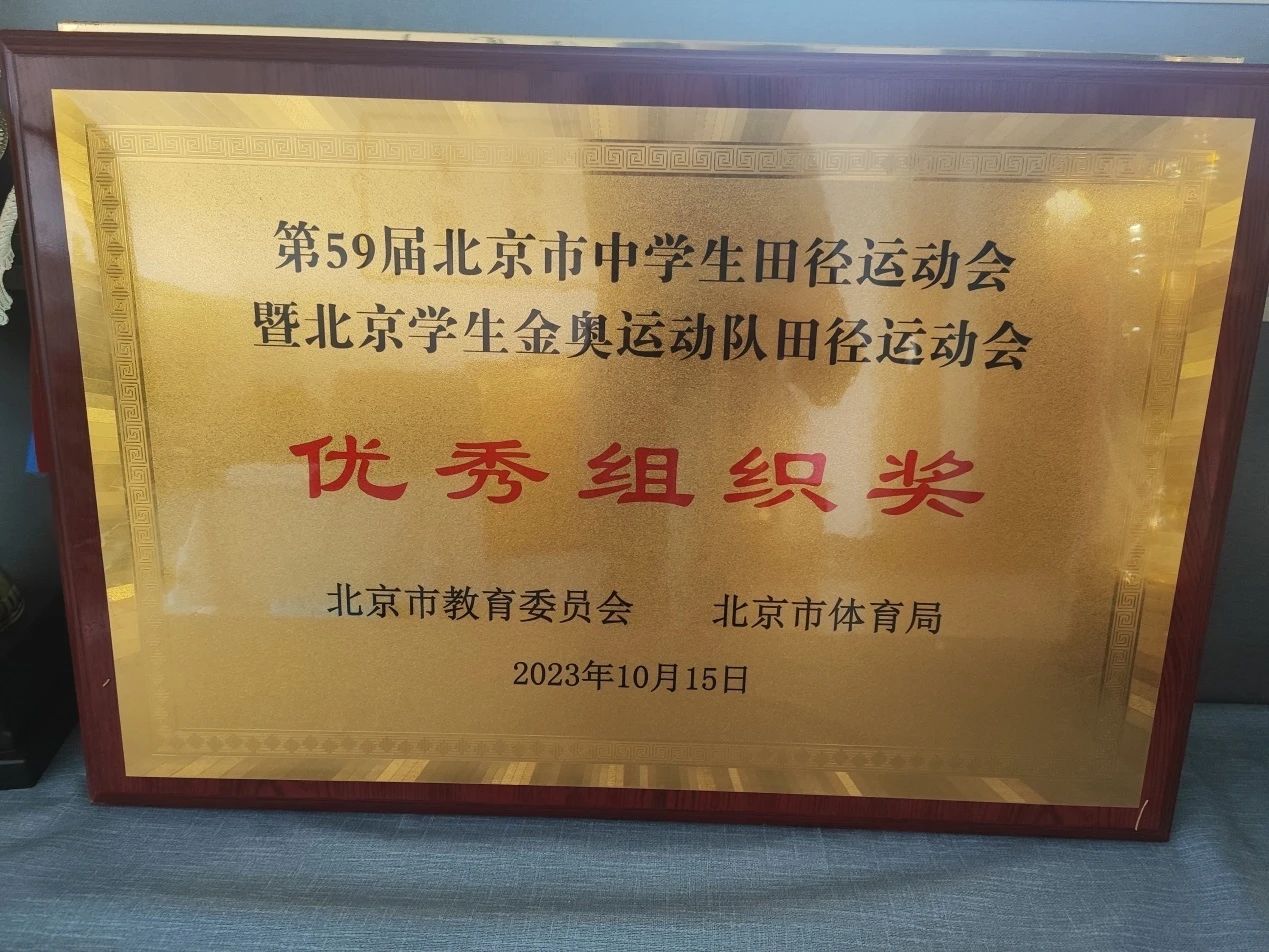 第59届北京市中学生田径运动会
暨北京学生金奥运动队田径运动会
优秀组织奖
北京市教育委员会 北京市体育局
2023年10月15日